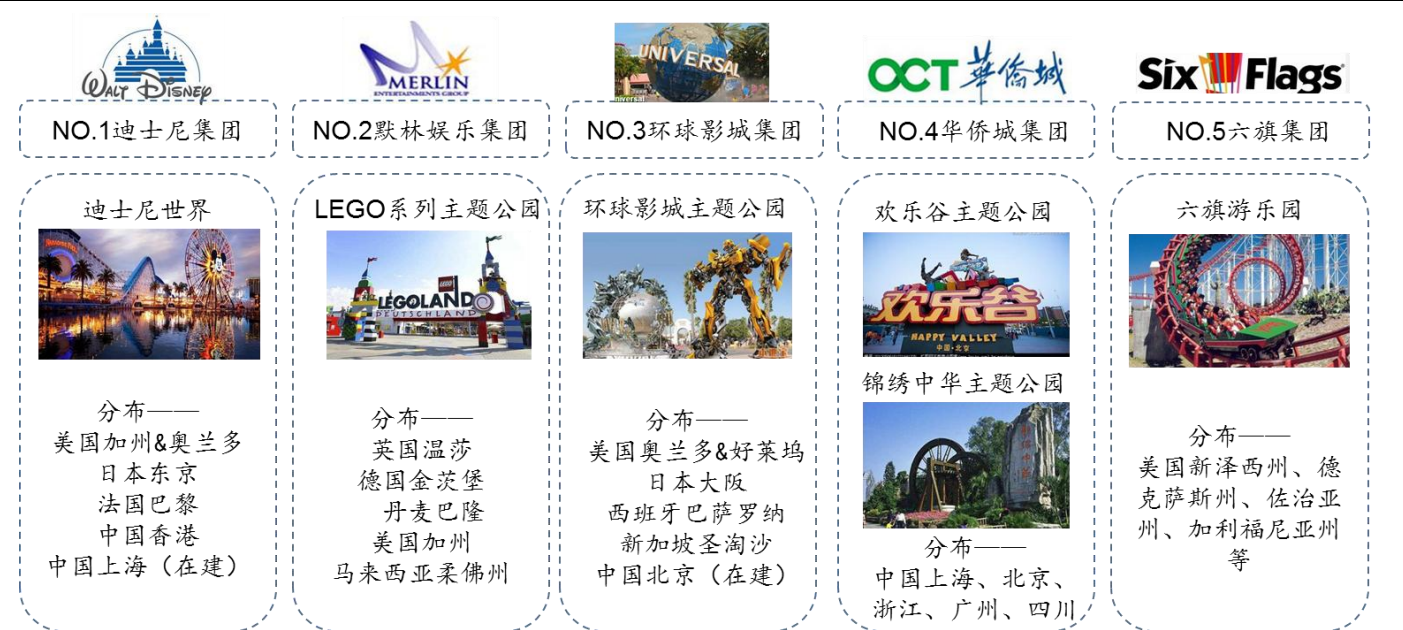 WALT DISNEY
MERLIN
ENTERTAINMENTS GROUP
UNIVERSAL
OCT 華僑城
Six Flags
NO.1迪士尼集团
NO.2默林娱乐集团
NO.3环球影城集团
NO.4华侨城集团
NO.5六旗集团
迪士尼世界
分布——
美国加州&奥兰多
日本东京
法国巴黎
中国香港
中国上海（在建）
LEGO系列主题公园
LEGO
LEGOLAND
DEUTSCHLAND
分布——
英国温莎
德国金茨堡
丹麦巴隆
美国加州
马来西亚柔佛州
环球影城主题公园
分布——
美国奥兰多&好莱坞
日本大阪
西班牙巴萨罗纳
新加坡圣淘沙
中国北京（在建）
欢乐谷主题公园
欢乐谷
HAPPY VALLEY
中国·北京
锦绣中华主题公园
分布——
中国上海、北京、
浙江、广州、四川
六旗游乐园
分布——
美国新泽西州、德
克萨斯州、佐治亚
州、加利福尼亚州
等